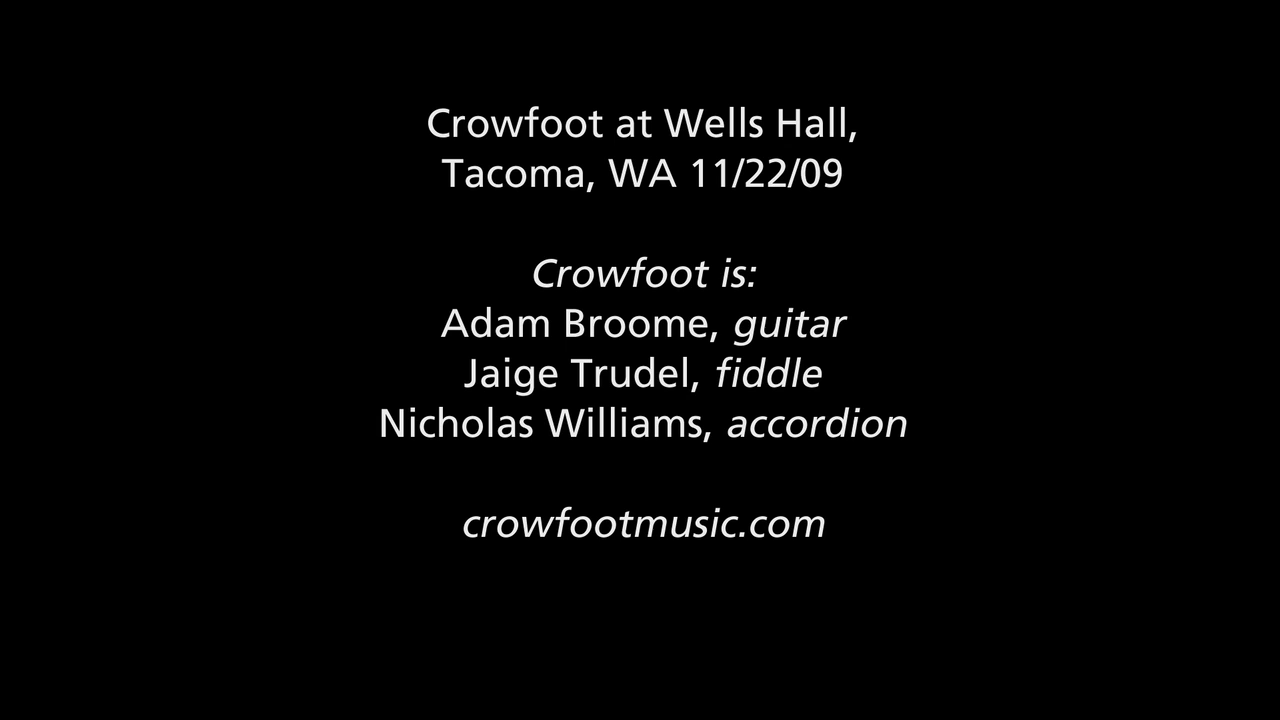 Crowfoot at Wells Hall,
Tacoma, WA 11/22/09
Crowfoot is:
Adam Broome, guitar
Jaige Trudel, fiddle
Nicholas Williams, accordion
crowfootmusic.com